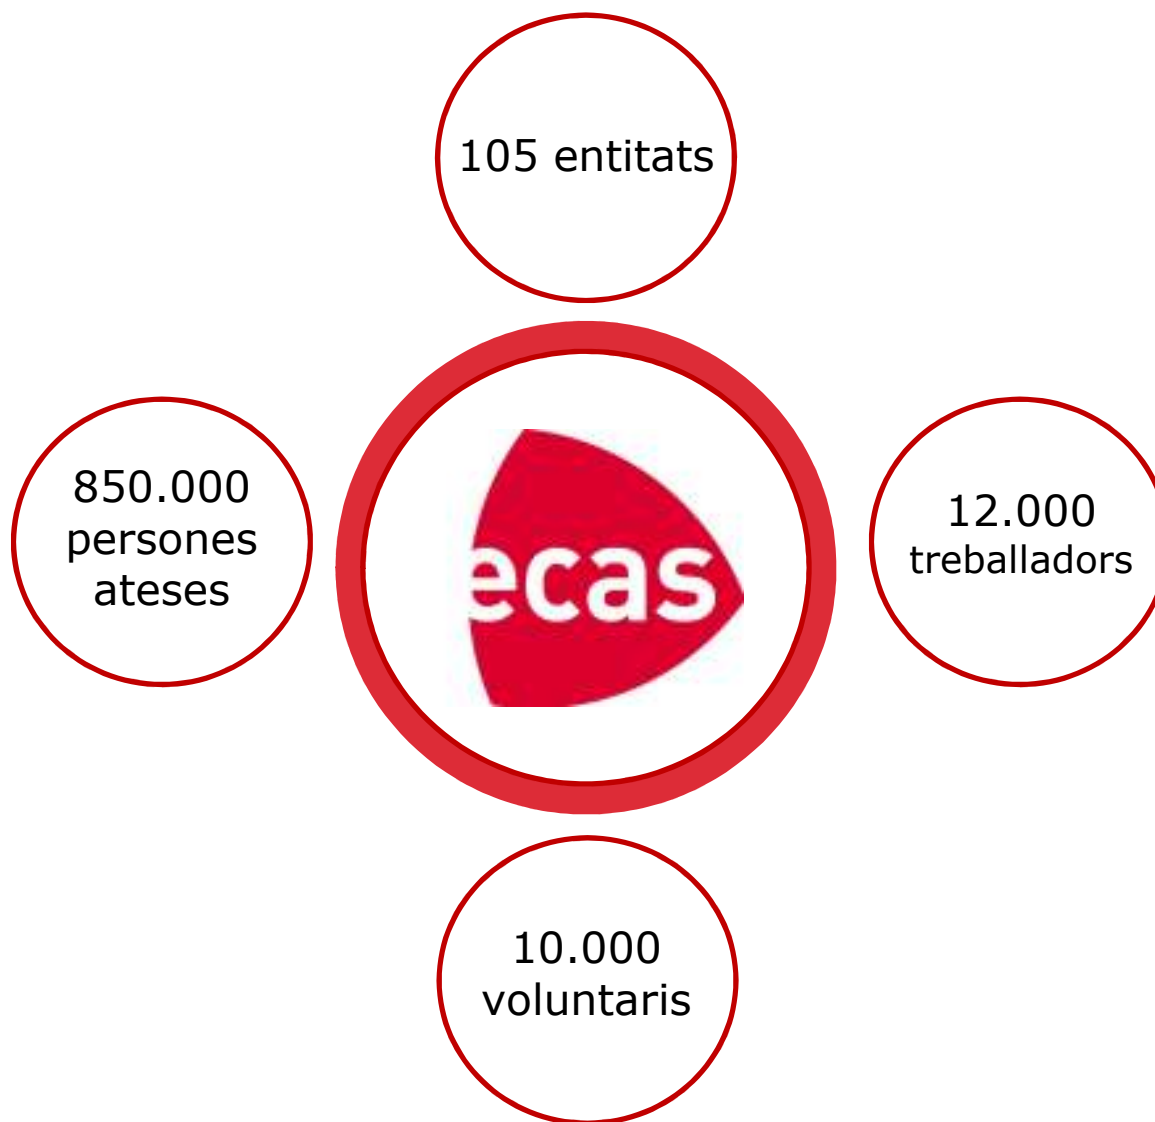 105 entitats
850.000
persones
ateses
ecas
12.000
treballadors
10.000
voluntaris